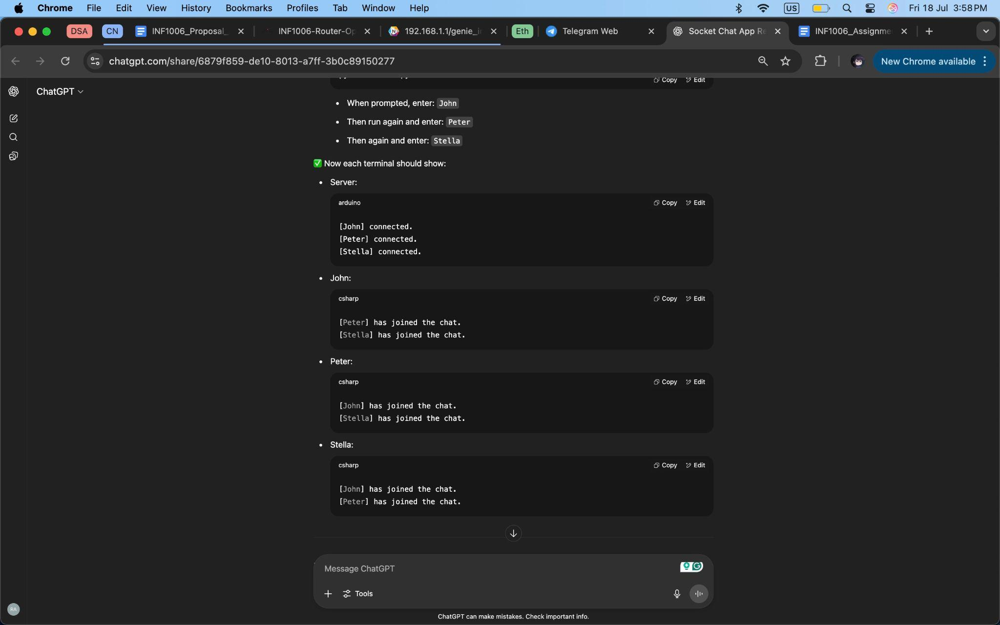 Chrome File Edit View History Bookmarks Profiles Tab Window Help US Fri 18 Jul 3:58 PM
DSA CN INF1006_Proposal_ INF1006-Router-Op 192.168.1.1/genie_i Eth Telegram Web Socket Chat App Re INF1006_Assignme
chatgpt.com/share/6879f859-de10-8013-a7ff-3b0c89150277 New Chrome available
ChatGPT
Copy Edit
When prompted, enter: John
Then run again and enter: Peter
Then again and enter: Stella
Now each terminal should show:
Server:
arduino Copy Edit
[John] connected.
[Peter] connected.
[Stella] connected.
John:
csharp Copy Edit
[Peter] has joined the chat.
[Stella] has joined the chat.
Peter:
csharp Copy Edit
[John] has joined the chat.
[Stella] has joined the chat.
Stella:
csharp Copy Edit
[John] has joined the chat.
[Peter] has joined the chat.
Message ChatGPT
Tools
RA
ChatGPT can make mistakes. Check important info.